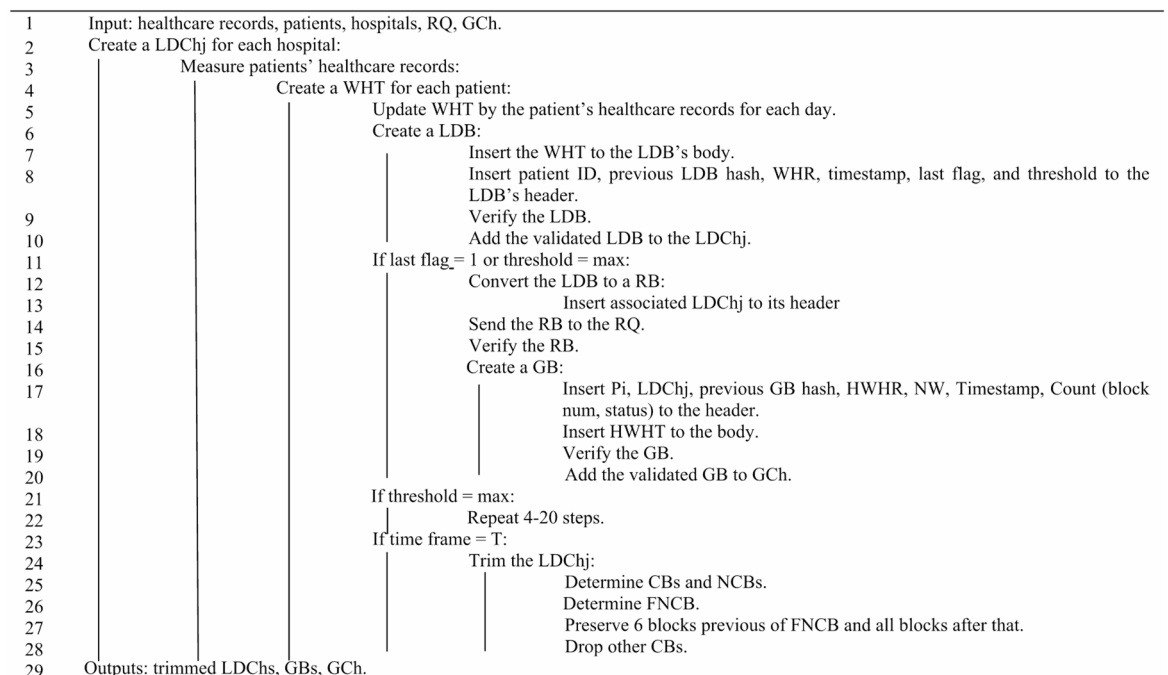 1 Input: healthcare records, patients, hospitals, RQ, GCh.
2 Create a LDChj for each hospital:
3 Measure patients' healthcare records:
4 Create a WHT for each patient:
5 Update WHT by the patient's healthcare records for each day.
6 Create a LDB:
7 Insert the WHT to the LDB's body.
8 Insert patient ID, previous LDB hash, WHR, timestamp, last flag, and threshold to the
LDB's header.
9 Verify the LDB.
10 Add the validated LDB to the LDChj.
11 If last flag = 1 or threshold = max:
12 Convert the LDB to a RB:
13 Insert associated LDChj to its header
14 Send the RB to the RQ.
15 Verify the RB.
16 Create a GB:
17 Insert Pi, LDChj, previous GB hash, HWHR, NW, Timestamp, Count (block
num, status) to the header.
18 Insert HWHT to the body.
19 Verify the GB.
20 Add the validated GB to GCh.
21 If threshold = max:
22 Repeat 4-20 steps.
23 If time frame = T:
24 Trim the LDChj:
25 Determine CBs and NCBs.
26 Determine FNCB.
27 Preserve 6 blocks previous of FNCB and all blocks after that.
28 Drop other CBs.
29 Outputs: trimmed LDChs, GBs, GCh.